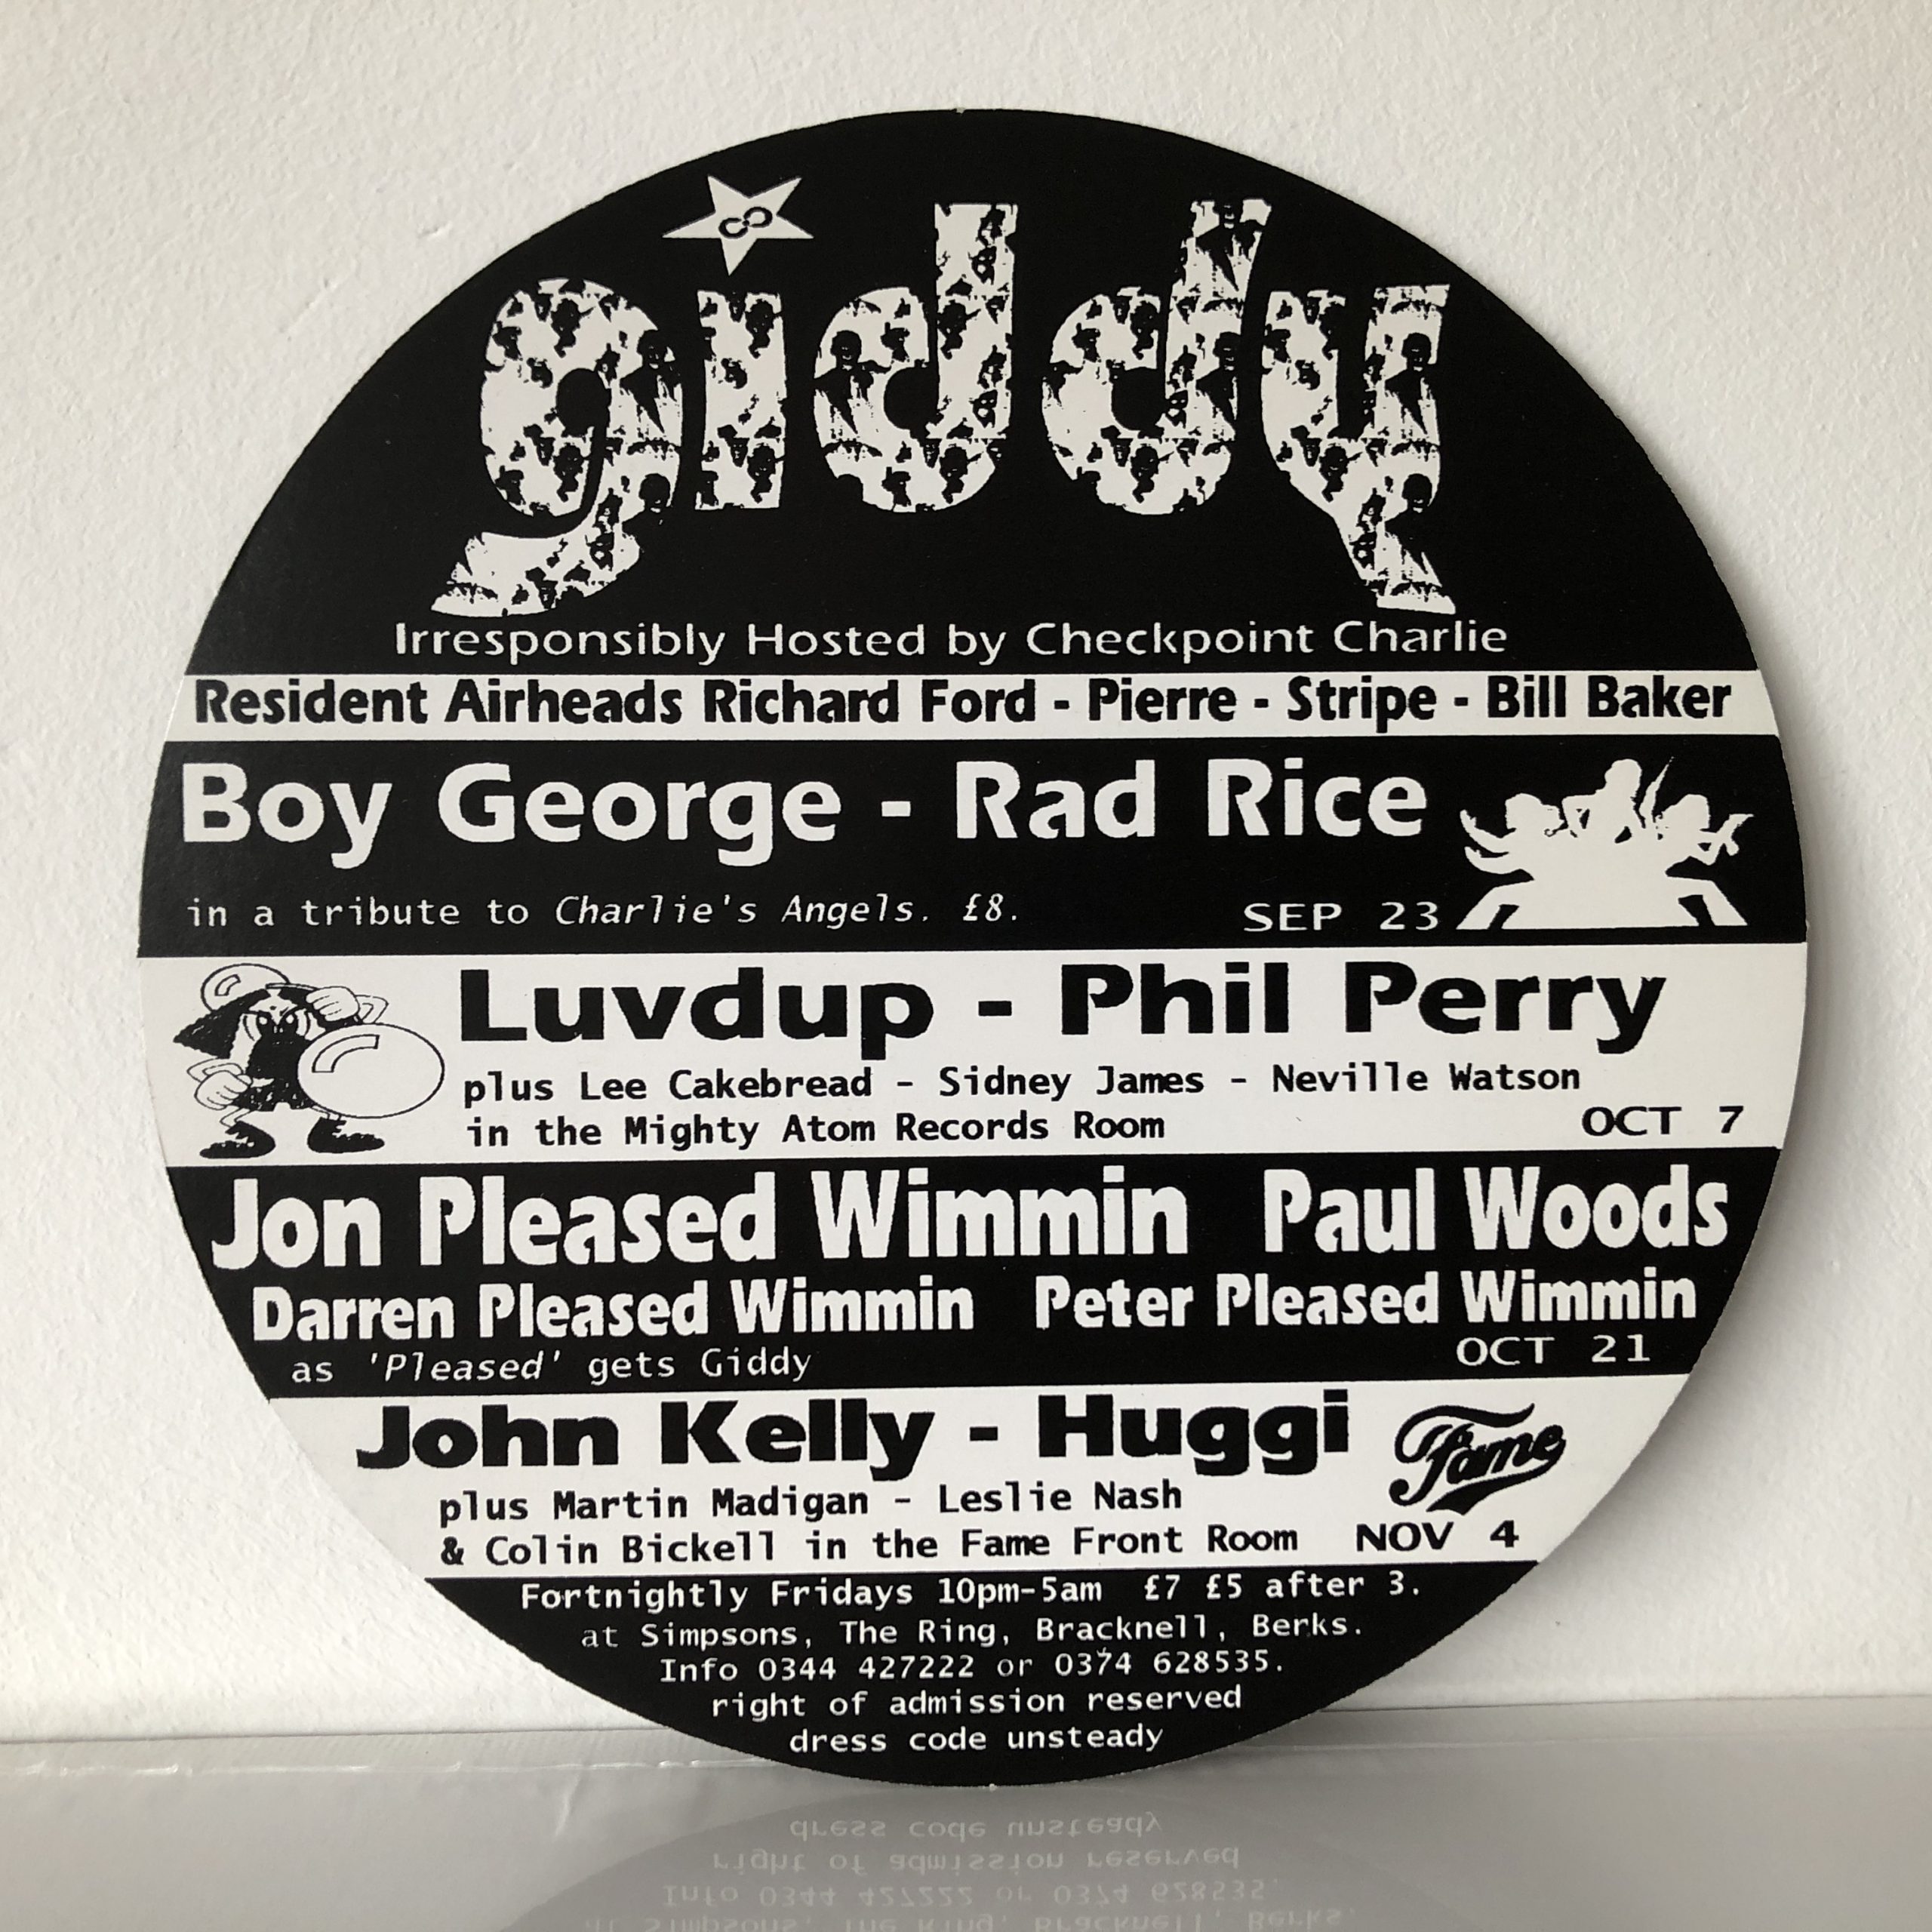 8
giddy
Irresponsibly Hosted by Checkpoint Charlie
Resident Airheads Richard Ford - Pierre - Stripe - Bill Baker
Boy George - Rad Rice
in a tribute to Charlie's Angels. £8.
SEP 23
Luvdup - Phil Perry
plus Lee Cakebread - Sidney James - Neville Watson
in the Mighty Atom Records Room
OCT 7
Jon Pleased Wimmin Paul Woods
Darren Pleased Wimmin Peter Pleased Wimmin
as 'Pleased' gets Giddy
OCT 21
John Kelly - Huggi
Fame
plus Martin Madigan - Leslie Nash
& Colin Bickell in the Fame Front Room
NOV 4
Fortnightly Fridays 10pm-5am £7 £5 after 3.
at Simpsons, The Ring, Bracknell, Berks.
Info 0344 427222 or 0374 628535.
right of admission reserved
dress code unsteady